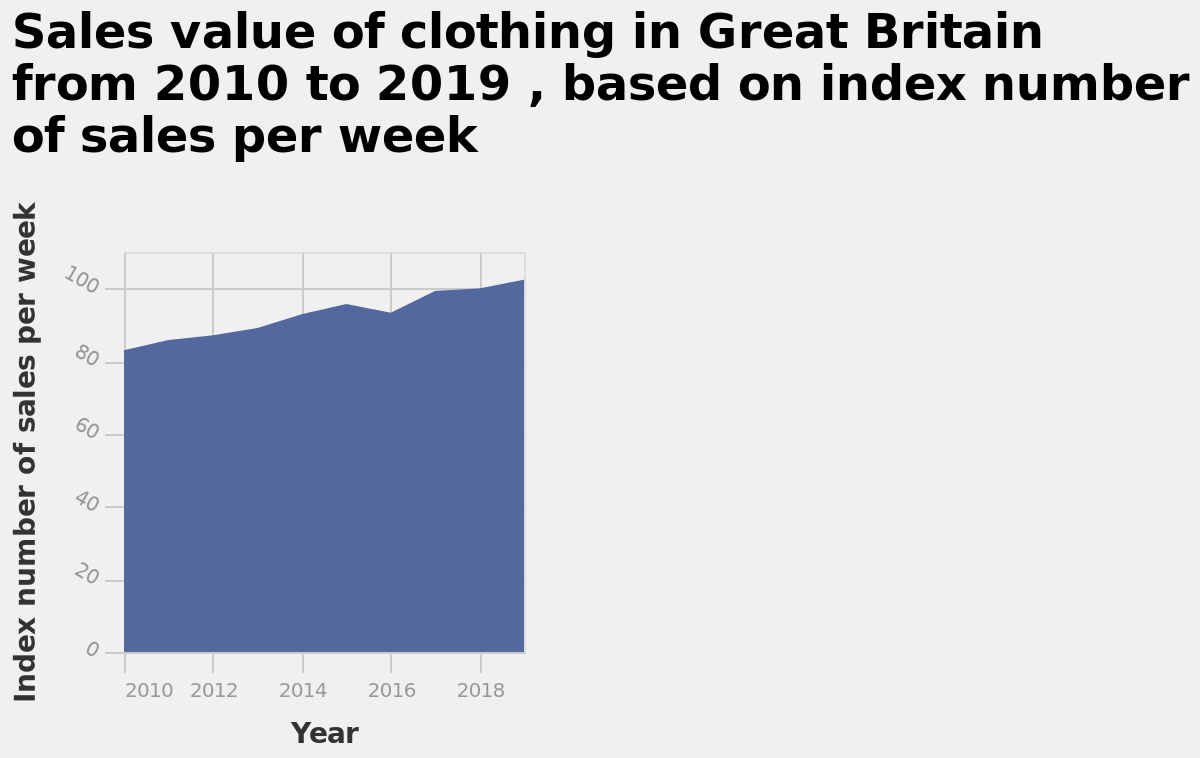 Sales value of clothing in Great Britain
from 2010 to 2019 , based on index number
of sales per week
Index number of sales per week
100
80
60
40
20
0
2010 2012 2014 2016 2018
Year